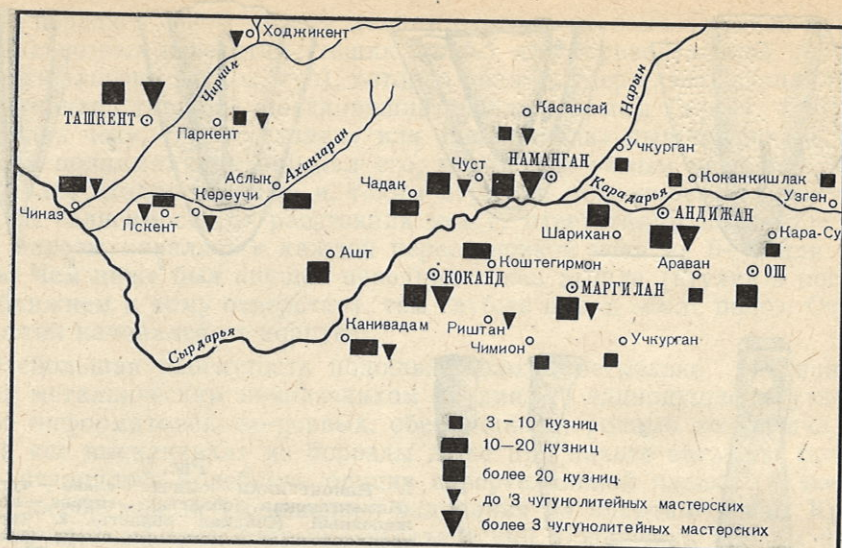 Ходжикент
Чирчик
ТАШКЕНТ
Паркент
Касансай
Нарын
Учкурган
Аблык
Ахангаран
Чуст
НАМАНГАН
Коканкишлак
Чиназ
Кереучи
Чадак
Карадарья
Узген
Пскент
АНДИЖАН
Шарихан
Кара-Су
Ашт
Коштегирмон
Араван
КОКАНД
МАРГИЛАН
ОШ
Канивадам
Риштан
Чимион
Учкурган
Сырдарья
3-10 кузниц
10-20 кузниц
более 20 кузниц
до 3 чугунолитейных мастерских
более 3 чугунолитейных мастерских